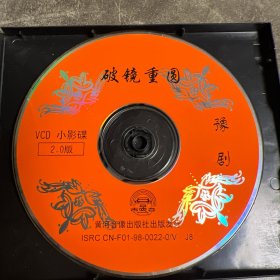 破镜重圆
VCD 小影碟
2.0版
豫剧
黄河音像出版社出版发行
ISRC CN-F01-98-0022-0/V·J8